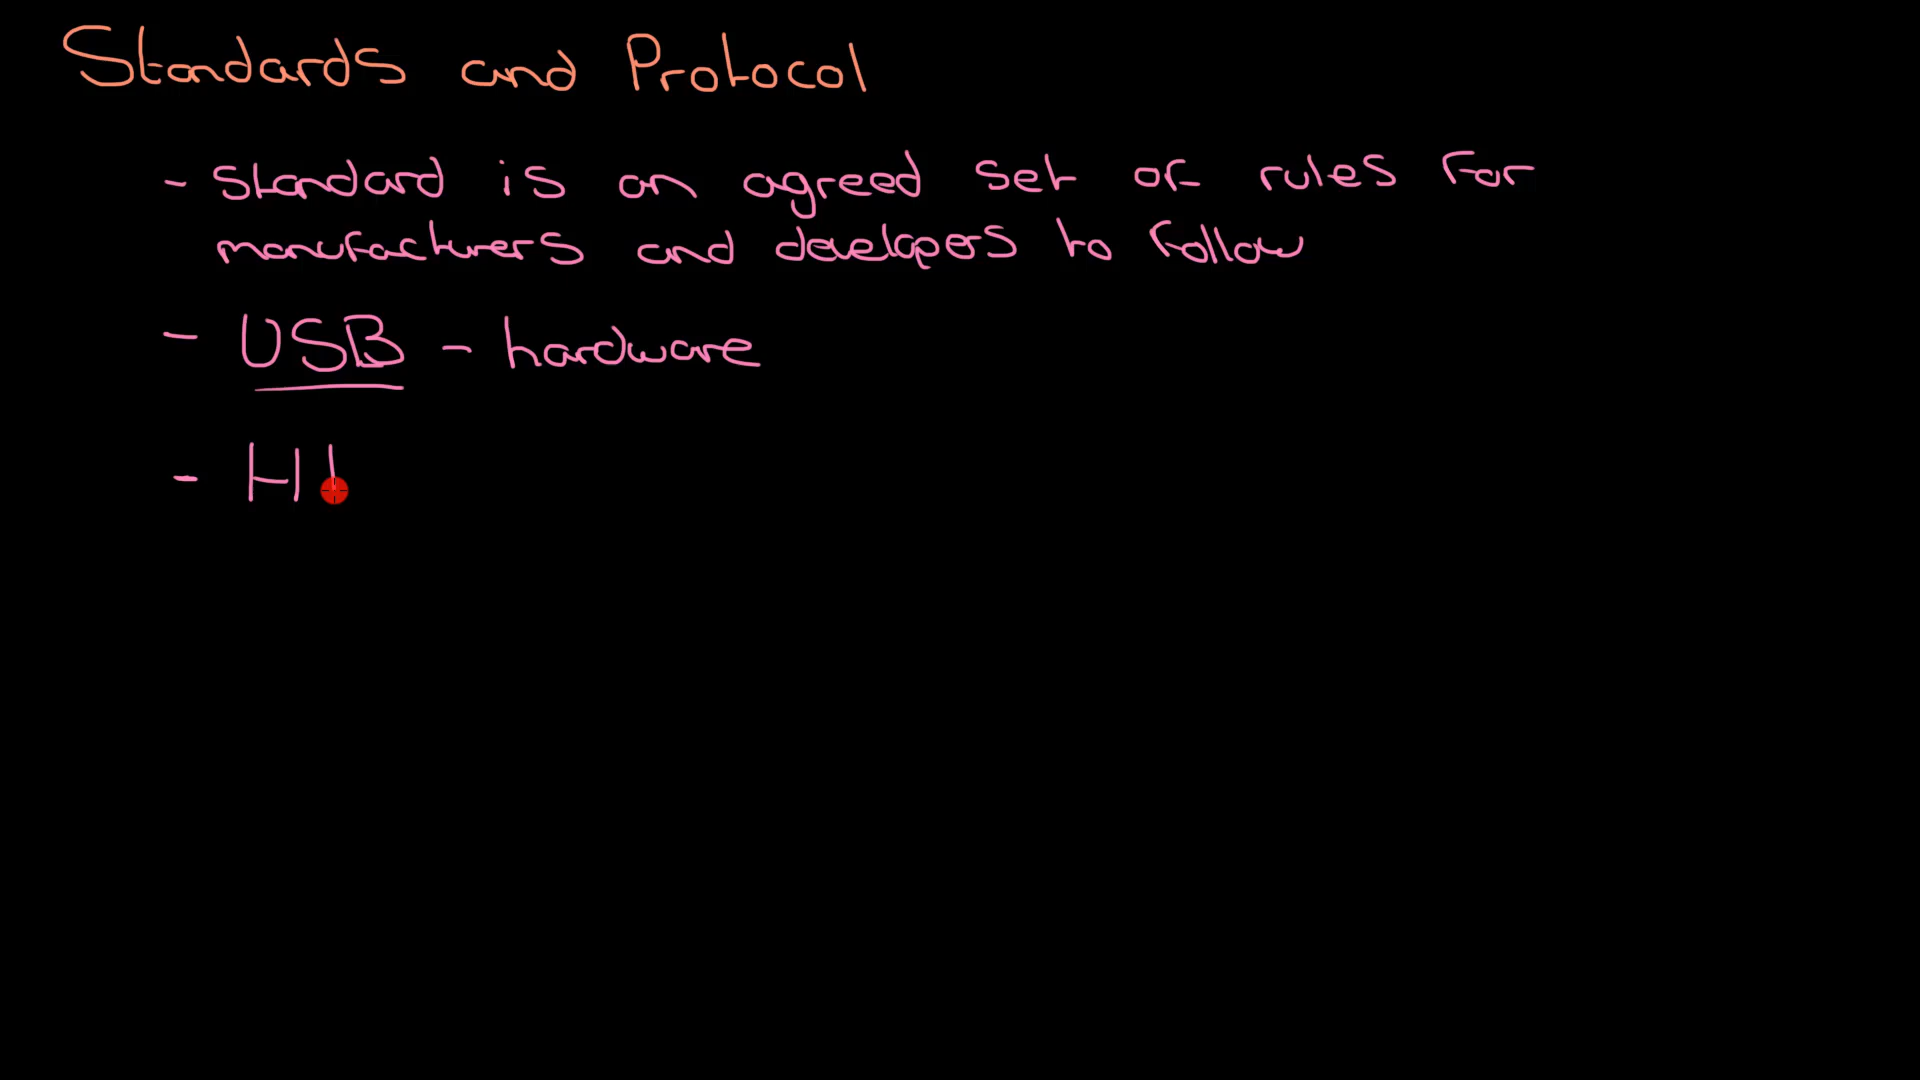 Standards and Protocol
- Standard is an agreed set of rules for
manufacturers and developers to follow
- USB - hardware
- H